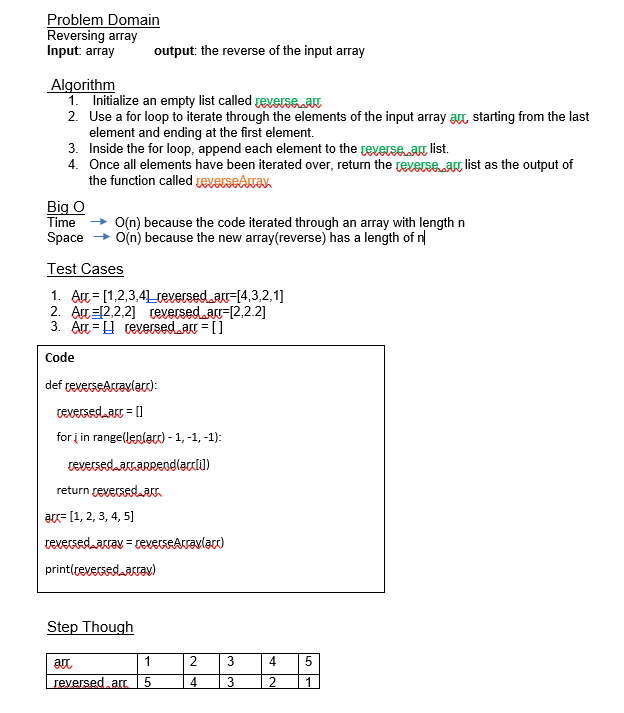 Problem Domain
Reversing array
Input: array output: the reverse of the input array
Algorithm
1. Initialize an empty list called reverse_arr
2. Use a for loop to iterate through the elements of the input array arr, starting from the last
element and ending at the first element.
3. Inside the for loop, append each element to the reverse_arr list.
4. Once all elements have been iterated over, return the reverse_arr list as the output of
the function called reverseArray.
Big O
Time → O(n) because the code iterated through an array with length n
Space → O(n) because the new array(reverse) has a length of n
Test Cases
1. Arr = [1,2,3,4] reversed_arr=[4,3,2,1]
2. Arr =[2,2,2] reversed_arr=[2,2.2]
3. Arr = [ ] reversed_arr = [ ]
Code
def reverseArray(arr):
reversed_arr = []
for i in range(len(arr) - 1, -1, -1):
reversed_arr.append(arr[i])
return reversed_arr
arr= [1, 2, 3, 4, 5]
reversed_array = reverseArray(arr)
print(reversed_array)
Step Though
arr 1 2 3 4 5
reversed_arr 5 4 3 2 1